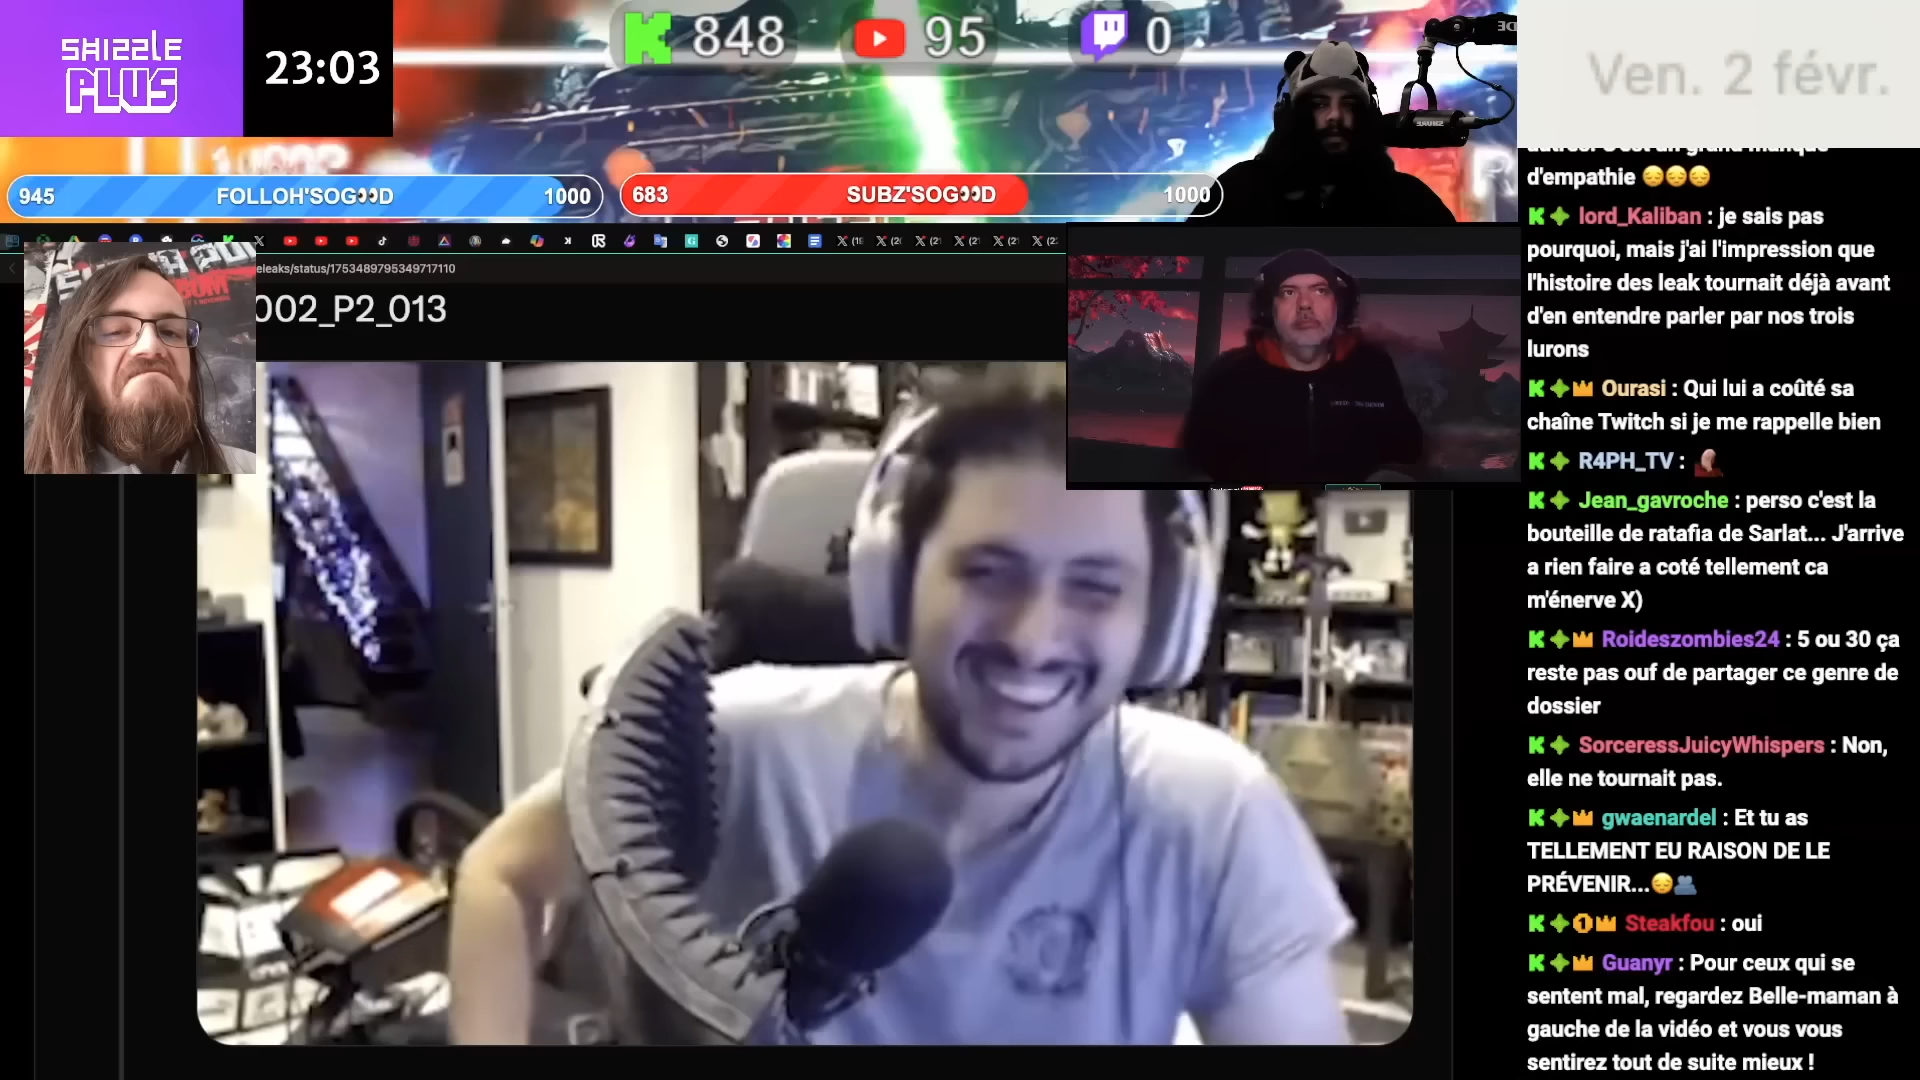 SHIZZLE
PLUS
23:03
848
95
0
Ven. 2 févr.
945
FOLLOH'SOG👀D
1000
683
SUBZ'SOG👀D
1000
eleaks/status/1753489795349717110
002_P2_013
d'empathie 😔😔😔
lord_Kaliban : je sais pas
pourquoi, mais j'ai l'impression que
l'histoire des leak tournait déjà avant
d'en entendre parler par nos trois
lurons
Ourasi : Qui lui a coûté sa
chaîne Twitch si je me rappelle bien
R4PH_TV :
Jean_gavroche : perso c'est la
bouteille de ratafia de Sarlat... J'arrive
a rien faire a coté tellement ca
m'énerve X)
Roideszombies24 : 5 ou 30 ça
reste pas ouf de partager ce genre de
dossier
SorceressJuicyWhispers : Non,
elle ne tournait pas.
gwaenardel : Et tu as
TELLEMENT EU RAISON DE LE
PRÉVENIR...😔🫂
Steakfou : oui
Guanyr : Pour ceux qui se
sentent mal, regardez Belle-maman à
gauche de la vidéo et vous vous
sentirez tout de suite mieux !